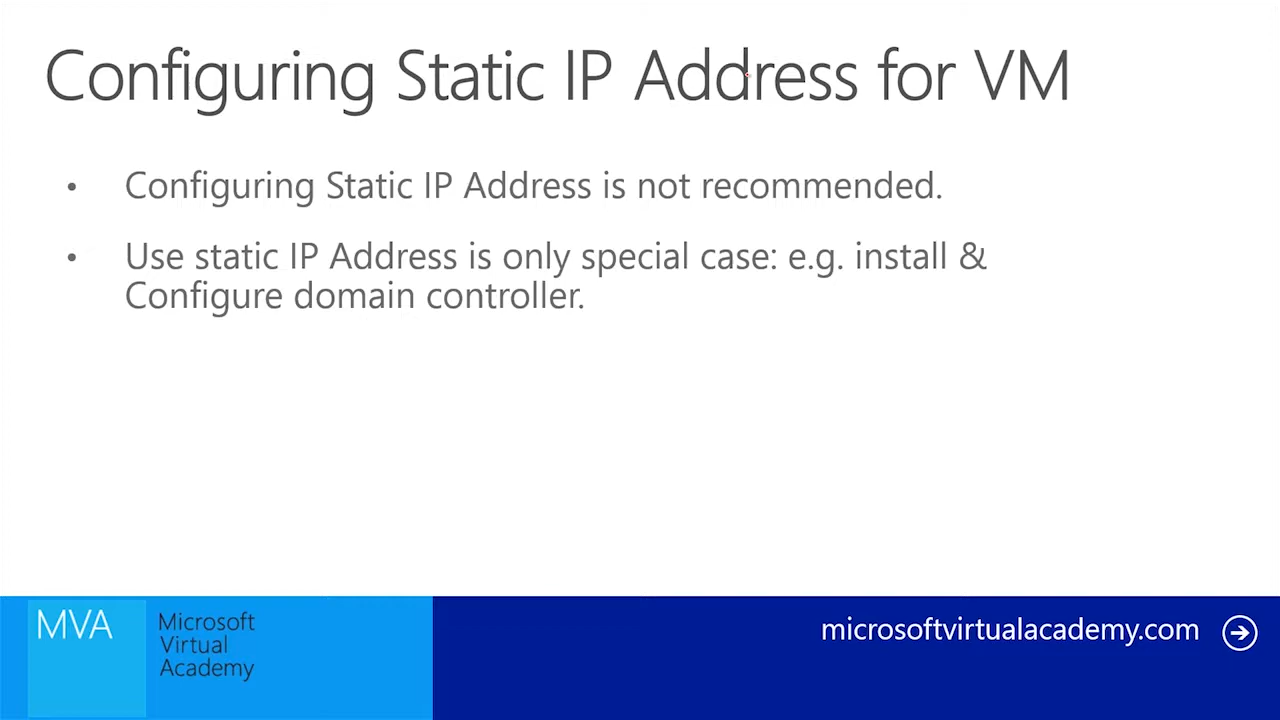 Configuring Static IP Address for VM
• Configuring Static IP Address is not recommended.
• Use static IP Address is only special case: e.g. install &
Configure domain controller.
MVA
Microsoft
Virtual
Academy
microsoftvirtualacademy.com